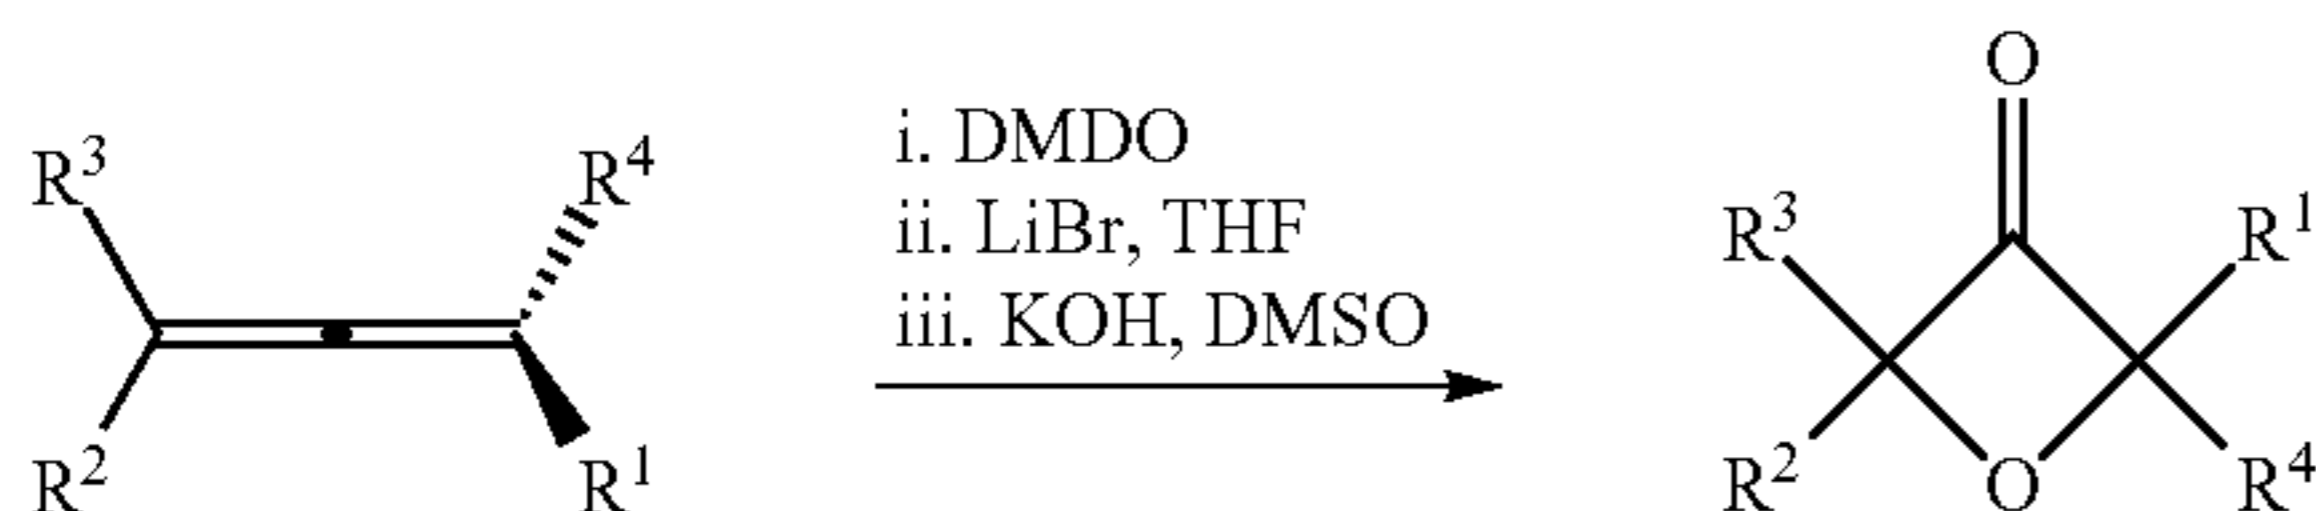 R³
R⁴
R²
R¹
i. DMDO
ii. LiBr, THF
iii. KOH, DMSO
O
R³
R¹
R²
O
R⁴